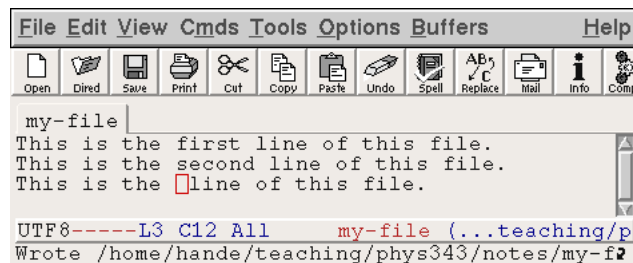 File Edit View Cmds Tools Options Buffers Help
Open Dired Save Print Cut Copy Paste Undo Spell Replace Mail Info Comp
my-file
This is the first line of this file.
This is the second line of this file.
This is the line of this file.
UTF8-----L3 C12 All my-file (...teaching/p
Wrote /home/hande/teaching/phys343/notes/my-f